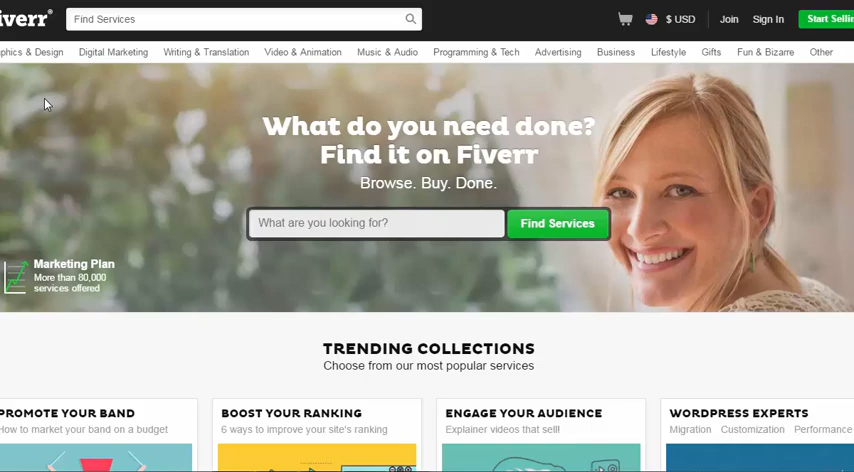 iverr®
Find Services
$ USD
Join
Sign In
Start Sellin
phics & Design
Digital Marketing
Writing & Translation
Video & Animation
Music & Audio
Programming & Tech
Advertising
Business
Lifestyle
Gifts
Fun & Bizarre
Other
What do you need done?
Find it on Fiverr
Browse. Buy. Done.
What are you looking for?
Find Services
Marketing Plan
More than 80,000
services offered
TRENDING COLLECTIONS
Choose from our most popular services
PROMOTE YOUR BAND
How to market your band on a budget
BOOST YOUR RANKING
6 ways to improve your site's ranking
ENGAGE YOUR AUDIENCE
Explainer videos that sell!
WORDPRESS EXPERTS
Migration Customization Performance